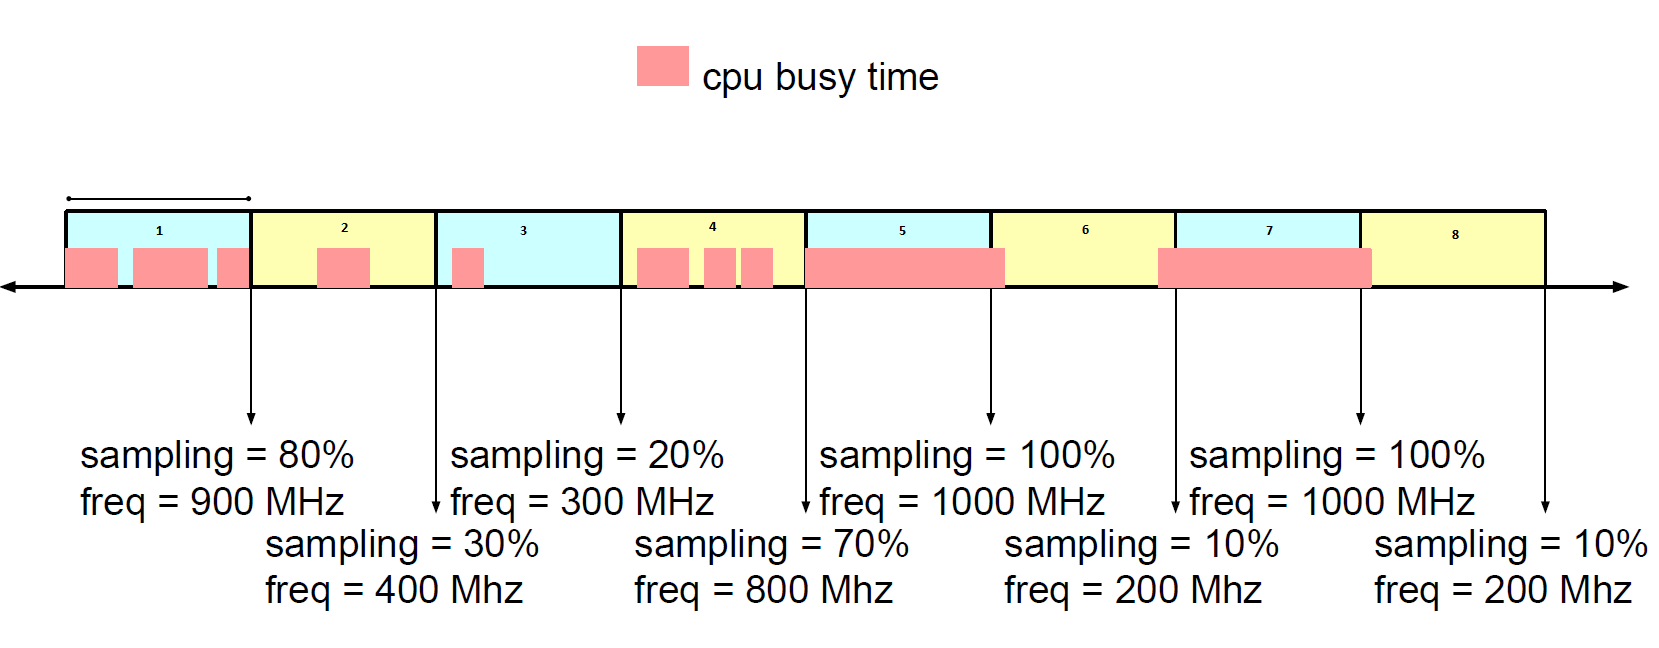 cpu busy time
1
2
3
4
5
6
7
8
sampling = 80%
freq = 900 MHz
sampling = 30%
freq = 400 Mhz
sampling = 20%
freq = 300 MHz
sampling = 70%
freq = 800 Mhz
sampling = 100%
freq = 1000 MHz
sampling = 10%
freq = 200 Mhz
sampling = 100%
freq = 1000 MHz
sampling = 10%
freq = 200 Mhz